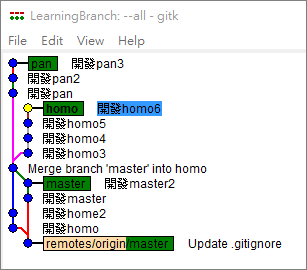 LearningBranch: --all - gitk
File Edit View Help
pan 開發pan3
開發pan2
開發pan
homo 開發homo6
開發homo5
開發homo4
開發homo3
Merge branch 'master' into homo
master 開發master2
開發master
開發home2
開發homo
remotes/origin/master Update .gitignore